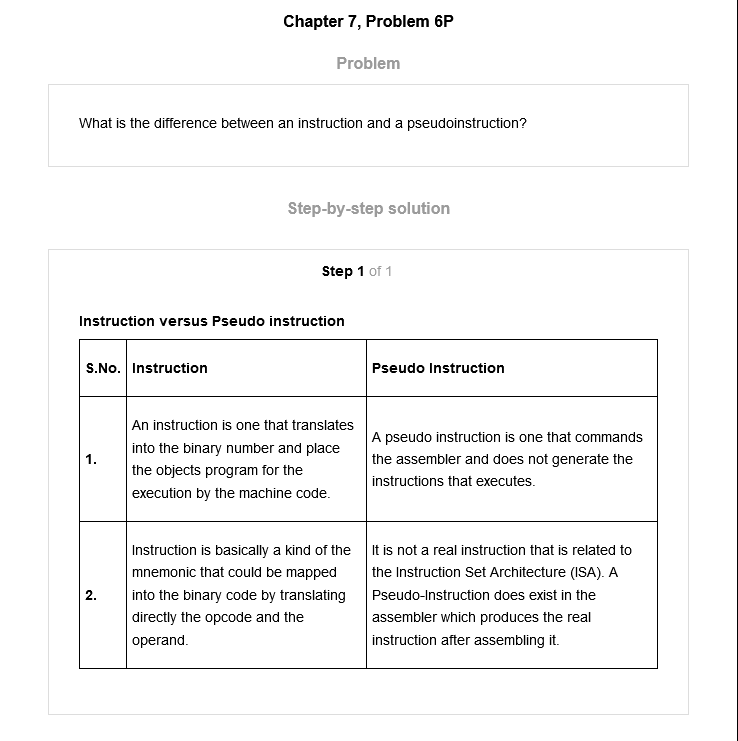 Chapter 7, Problem 6P
Problem
What is the difference between an instruction and a pseudoinstruction?
Step-by-step solution
Step 1 of 1
Instruction versus Pseudo instruction
S.No.
Instruction
Pseudo Instruction
1.
An instruction is one that translates
into the binary number and place
the objects program for the
execution by the machine code.
A pseudo instruction is one that commands
the assembler and does not generate the
instructions that executes.
2.
Instruction is basically a kind of the
mnemonic that could be mapped
into the binary code by translating
directly the opcode and the
operand.
It is not a real instruction that is related to
the Instruction Set Architecture (ISA). A
Pseudo-Instruction does exist in the
assembler which produces the real
instruction after assembling it.